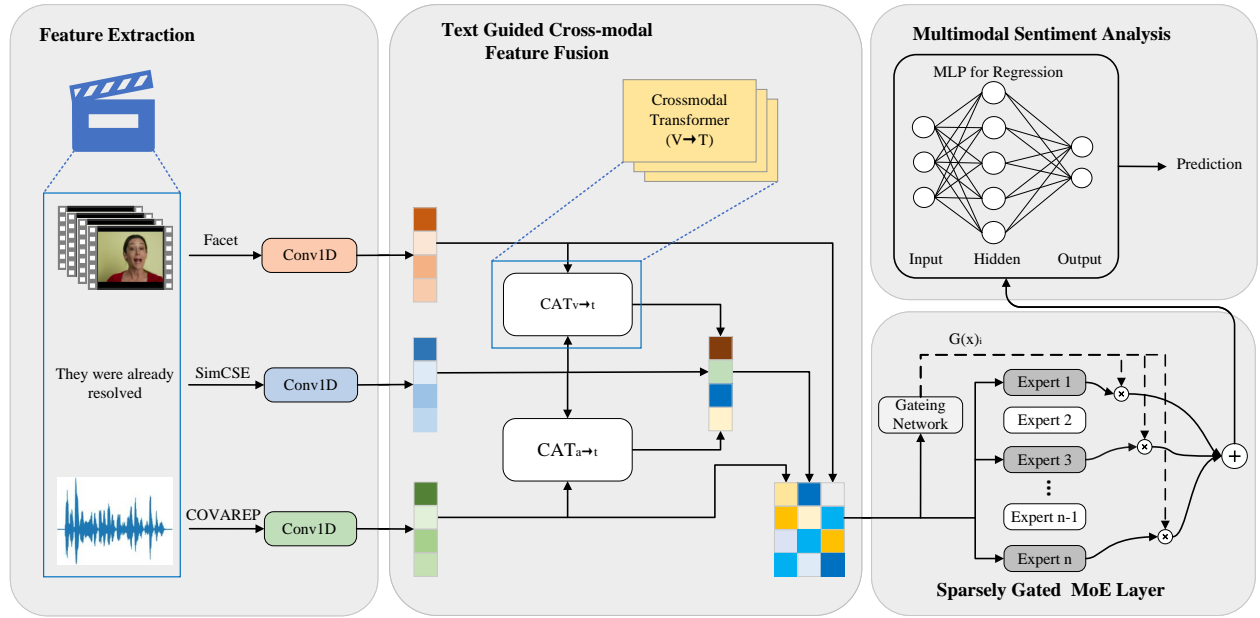 Feature Extraction
Facet
Conv1D
They were already
resolved
SimCSE
Conv1D
COVAREP
Conv1D
Text Guided Cross-modal
Feature Fusion
Crossmodal
Transformer
(V→T)
CATv→t
CATa→t
Multimodal Sentiment Analysis
MLP for Regression
Input
Hidden
Output
Prediction
G(x)i
Gateing
Network
Expert 1
Expert 2
Expert 3
Expert n-1
Expert n
Sparsely Gated MoE Layer